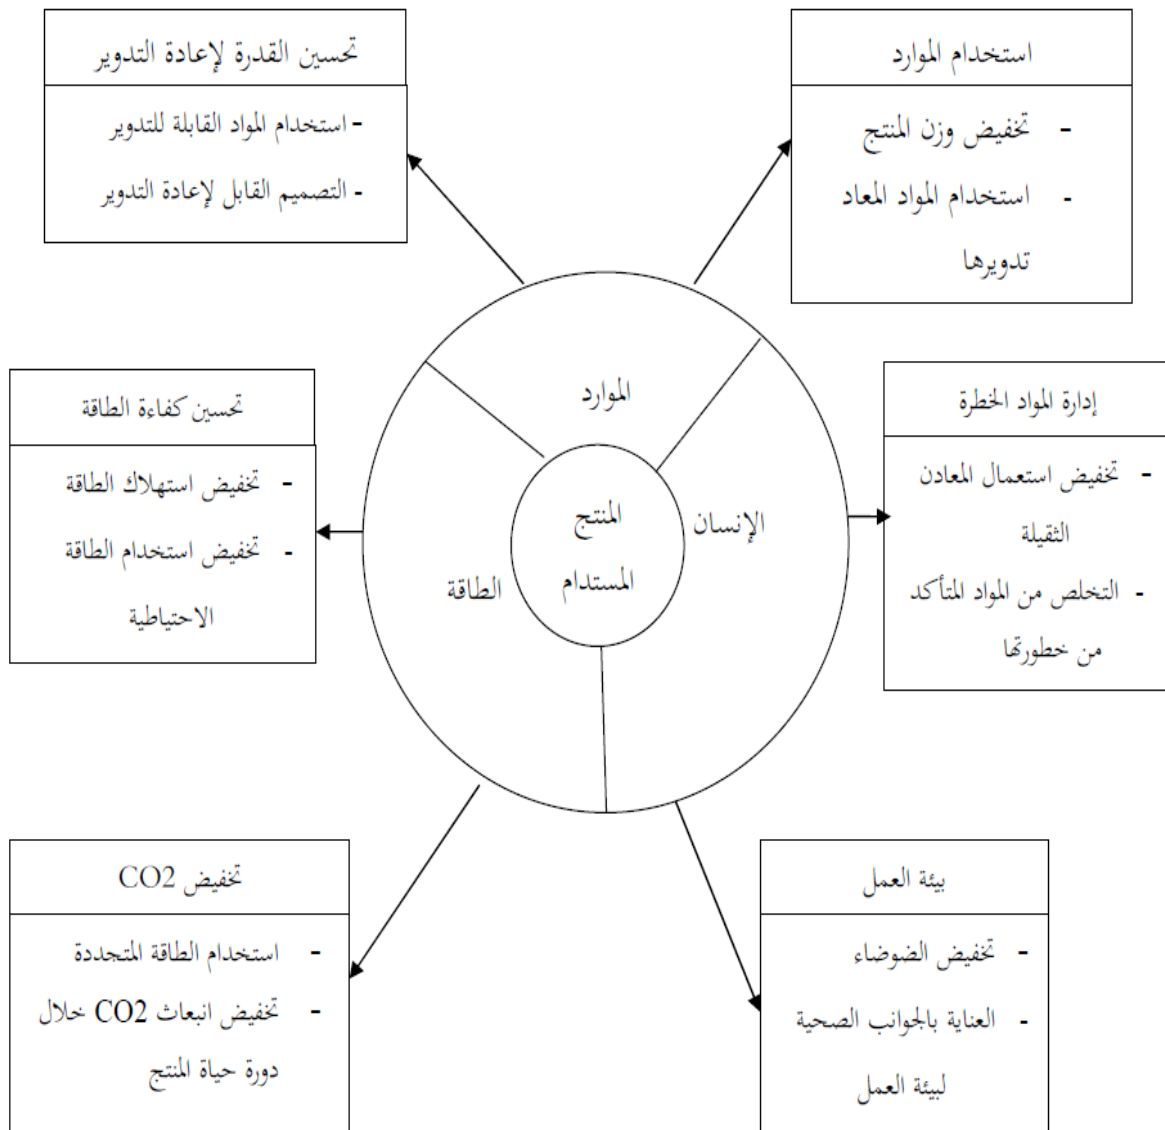 استخدام الموارد
- تخفيض وزن المنتج
- استخدام المواد المعاد
تدويرها
تحسين القدرة لإعادة التدوير
- استخدام المواد القابلة للتدوير
- التصميم القابل لإعادة التدوير
الموارد
إدارة المواد الخطرة
- تخفيض استعمال المعادن
الثقيلة
- التخلص من المواد المتأكد
من خطورتها
الإنسان
المنتج
المستدام
الطاقة
تحسين كفاءة الطاقة
- تخفيض استهلاك الطاقة
- تخفيض استخدام الطاقة
الاحتياطية
بيئة العمل
- تخفيض الضوضاء
- العناية بالجوانب الصحية
لبيئة العمل
تخفيض CO2
- استخدام الطاقة المتجددة
- تخفيض انبعاث CO2 خلال
دورة حياة المنتج